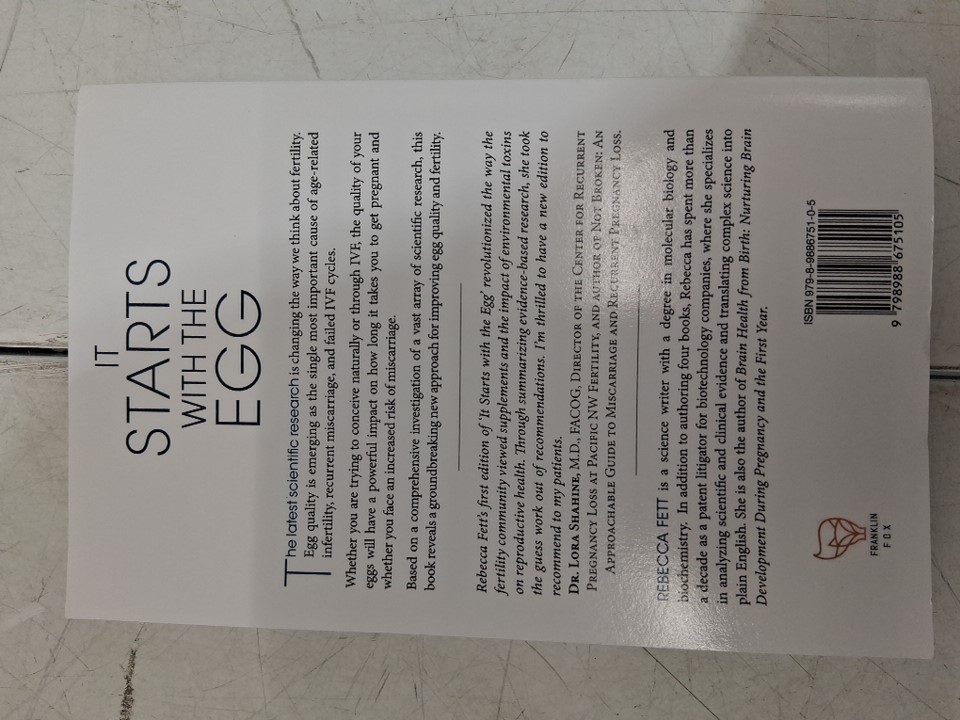 IT
STARTS
WITH THE
EGG
The latest scientific research is changing the way we think about fertility.
Egg quality is emerging as the single most important cause of age-related
infertility, recurrent miscarriage, and failed IVF cycles.
Whether you are trying to conceive naturally or through IVF, the quality of your
eggs will have a powerful impact on how long it takes you to get pregnant and
whether you face an increased risk of miscarriage.
Based on a comprehensive investigation of a vast array of scientific research, this
book reveals a groundbreaking new approach for improving egg quality and fertility.
Rebecca Fett's first edition of 'It Starts with the Egg' revolutionized the way the
fertility community viewed supplements and the impact of environmental toxins
on reproductive health. Through summarizing evidence-based research, she took
the guess work out of recommendations. I'm thrilled to have a new edition to
recommend to my patients.
DR. LORA SHAHINE, M.D., FACOG, DIRECTOR OF THE CENTER FOR RECURRENT
PREGNANCY LOSS AT PACIFIC NW FERTILITY, AND AUTHOR OF NOT BROKEN: AN
APPROACHABLE GUIDE TO MISCARRIAGE AND RECURRENT PREGNANCY LOSS.
REBECCA FETT is a science writer with a degree in molecular biology and
biochemistry. In addition to authoring four books, Rebecca has spent more than
a decade as a patent litigator for biotechnology companies, where she specializes
in analyzing scientific and clinical evidence and translating complex science into
plain English. She is also the author of Brain Health from Birth: Nurturing Brain
Development During Pregnancy and the First Year.
FRANKLIN
FOX
ISBN 979-8-9886751-0-5
9 798988 675105